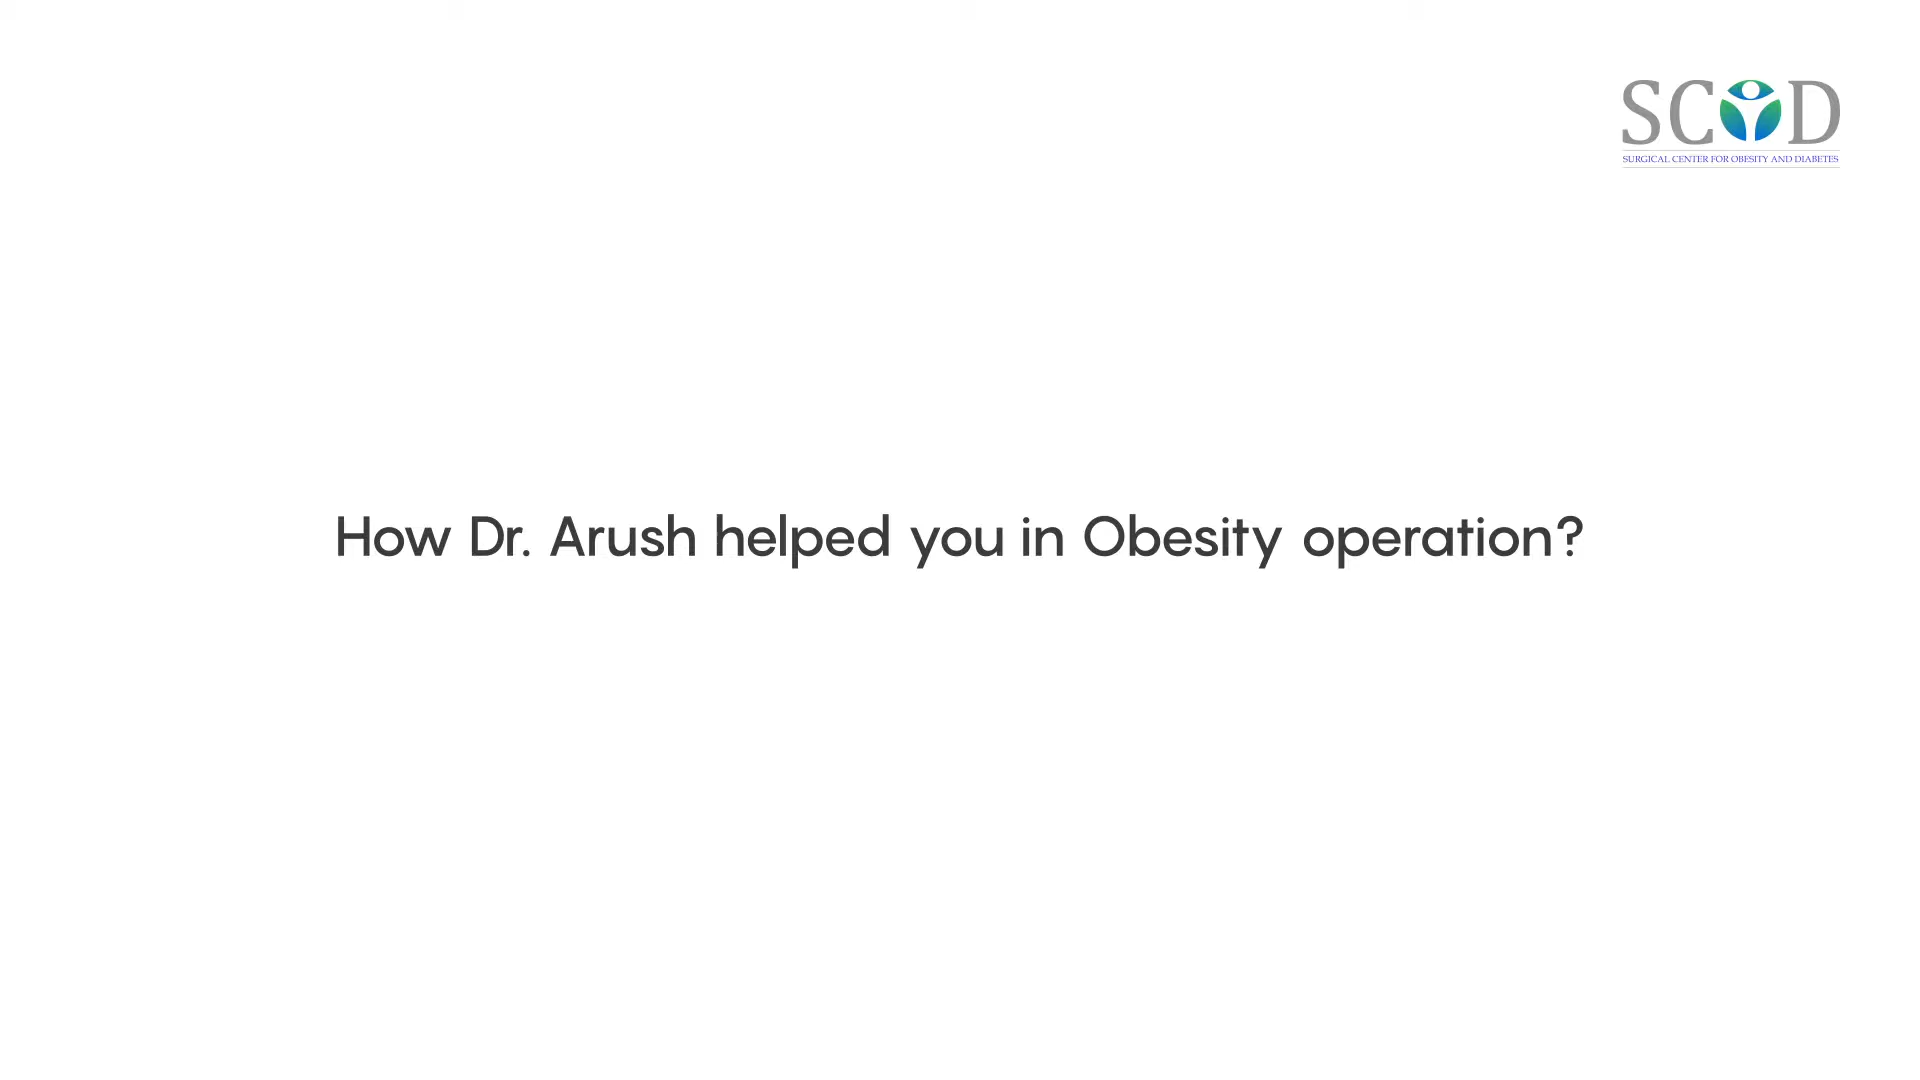 SCOD
SURGICAL CENTER FOR OBESITY AND DIABETES
How Dr. Arush helped you in Obesity operation?